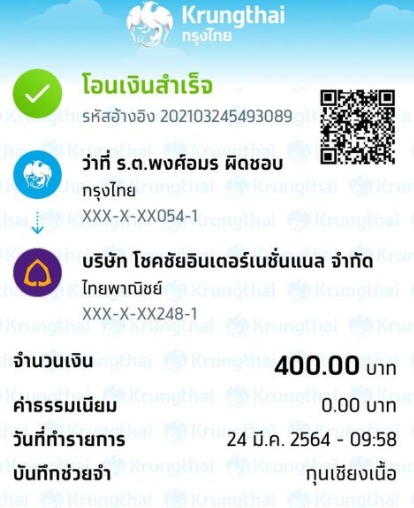 Krungthai
กรุงไทย
โอนเงินสำเร็จ
รหัสอ้างอิง 202103245493089
ว่าที่ ร.ต.พงศ์อมร ผิดชอบ
กรุงไทย
XXX-X-XX054-1
บริษัท โชคชัยอินเตอร์เนชั่นแนล จำกัด
ไทยพาณิชย์
XXX-X-XX248-1
จำนวนเงิน 400.00 บาท
ค่าธรรมเนียม 0.00 บาท
วันที่ทำรายการ 24 มี.ค. 2564 - 09:58
บันทึกช่วยจำ ทุนเชียงเนื้อ